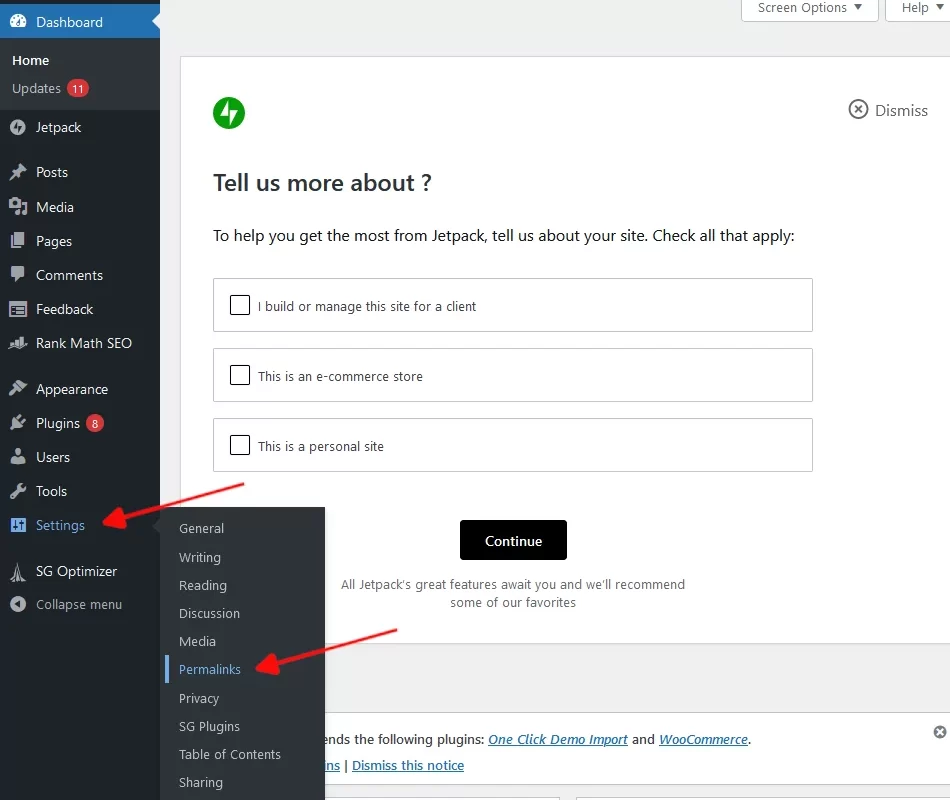 Dashboard
Home
Updates 11
Jetpack
Posts
Media
Pages
Comments
Feedback
Rank Math SEO
Appearance
Plugins 8
Users
Tools
Settings
SG Optimizer
Collapse menu
General
Writing
Reading
Discussion
Media
Permalinks
Privacy
SG Plugins
Table of Contents
Sharing
Screen Options
Help
Dismiss
Tell us more about ?
To help you get the most from Jetpack, tell us about your site. Check all that apply:
I build or manage this site for a client
This is an e-commerce store
This is a personal site
Continue
All Jetpack's great features await you and we'll recommend
some of our favorites
ends the following plugins: One Click Demo Import and WooCommerce.
ins | Dismiss this notice